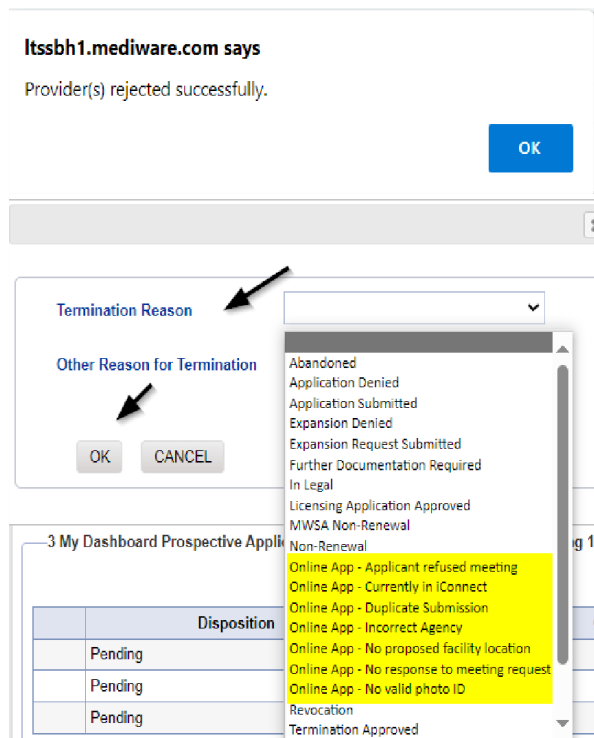 ltssbh1.mediware.com says
Provider(s) rejected successfully.
OK
Termination Reason
Other Reason for Termination
OK
CANCEL
Abandoned
Application Denied
Application Submitted
Expansion Denied
Expansion Request Submitted
Further Documentation Required
In Legal
Licensing Application Approved
MWSA Non-Renewal
Non-Renewal
Online App - Applicant refused meeting
Online App - Currently in iConnect
Online App - Duplicate Submission
Online App - Incorrect Agency
Online App - No proposed facility location
Online App - No response to meeting request
Online App - No valid photo ID
Revocation
Termination Approved
3 My Dashboard Prospective Appli
g 1
Disposition
Pending
Pending
Pending